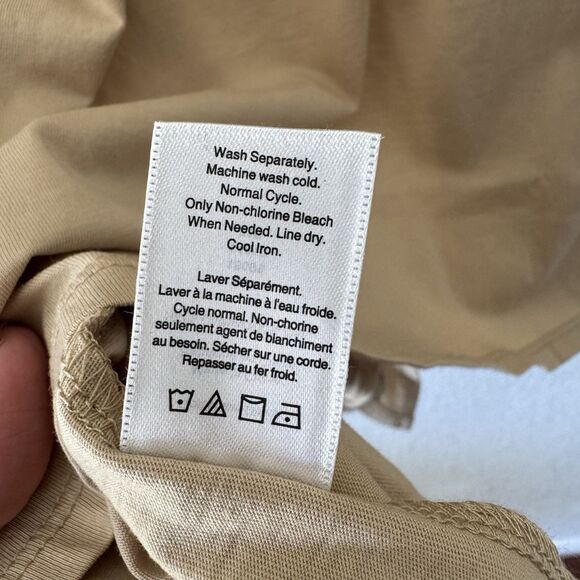 Wash Separately.
Machine wash cold.
Normal Cycle.
Only Non-chlorine Bleach
When Needed. Line dry.
Cool Iron.
Laver Séparément.
Laver à la machine à l'eau froide.
Cycle normal. Non-chorine
seulement agent de blanchiment
au besoin. Sécher sur une corde.
Repasser au fer froid.